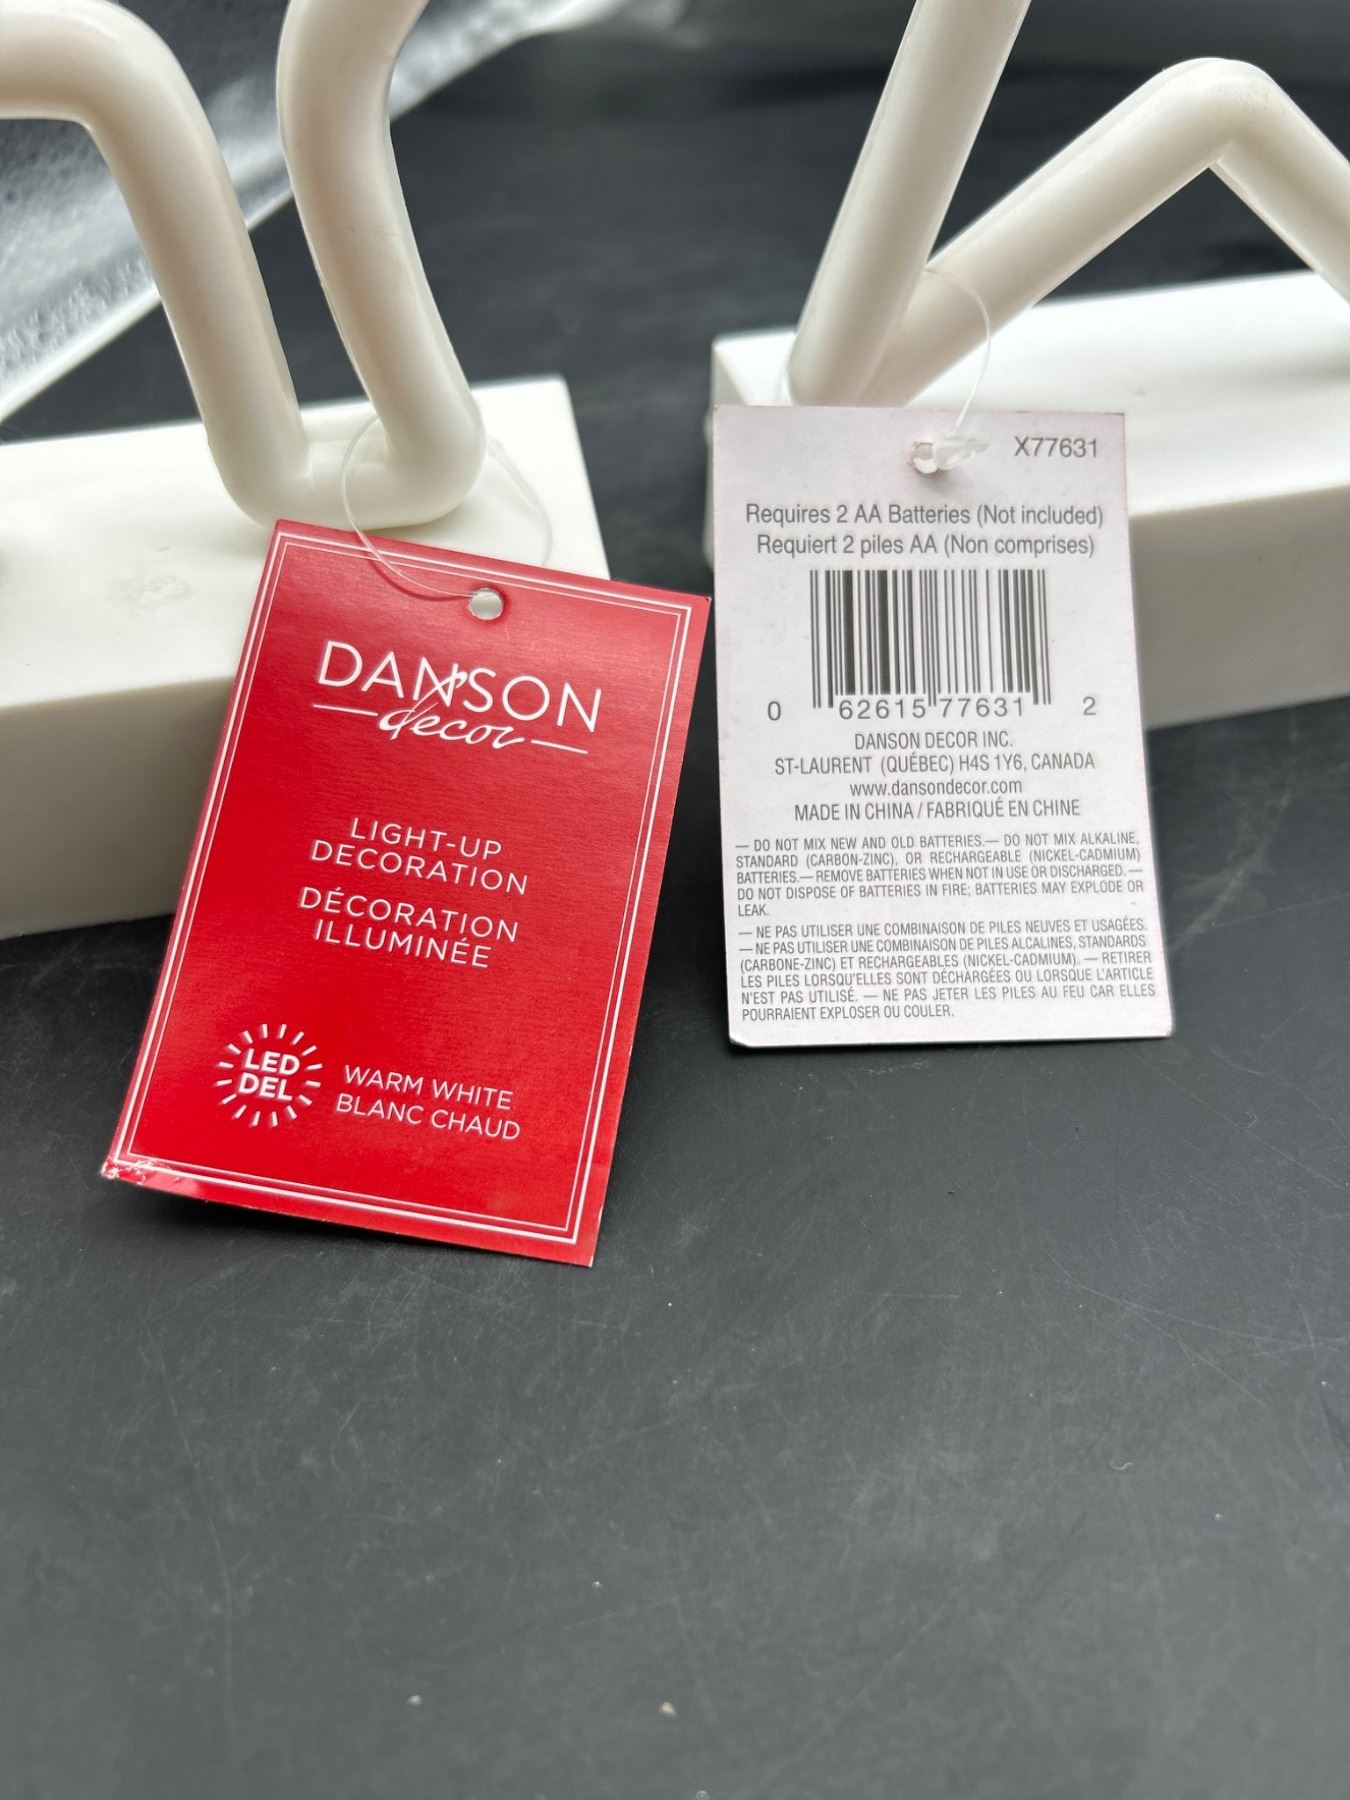 DANSON
decor
LIGHT-UP
DECORATION
DÉCORATION
ILLUMINÉE
LED
DEL
WARM WHITE
BLANC CHAUD
X77631
Requires 2 AA Batteries (Not included)
Requiert 2 piles AA (Non comprises)
0 62615 77631 2
DANSON DECOR INC.
ST-LAURENT (QUÉBEC) H4S 1Y6, CANADA
www.dansondecor.com
MADE IN CHINA / FABRIQUÉ EN CHINE
— DO NOT MIX NEW AND OLD BATTERIES.— DO NOT MIX ALKALINE,
STANDARD (CARBON-ZINC), OR RECHARGEABLE (NICKEL-CADMIUM)
BATTERIES.— REMOVE BATTERIES WHEN NOT IN USE OR DISCHARGED. —
DO NOT DISPOSE OF BATTERIES IN FIRE; BATTERIES MAY EXPLODE OR
LEAK.
— NE PAS UTILISER UNE COMBINAISON DE PILES NEUVES ET USAGÉES.
— NE PAS UTILISER UNE COMBINAISON DE PILES ALCALINES, STANDARDS
(CARBONE-ZINC) ET RECHARGEABLES (NICKEL-CADMIUM). — RETIRER
LES PILES LORSQU'ELLES SONT DÉCHARGÉES OU LORSQUE L'ARTICLE
N'EST PAS UTILISÉ. — NE PAS JETER LES PILES AU FEU CAR ELLES
POURRAIENT EXPLOSER OU COULER.